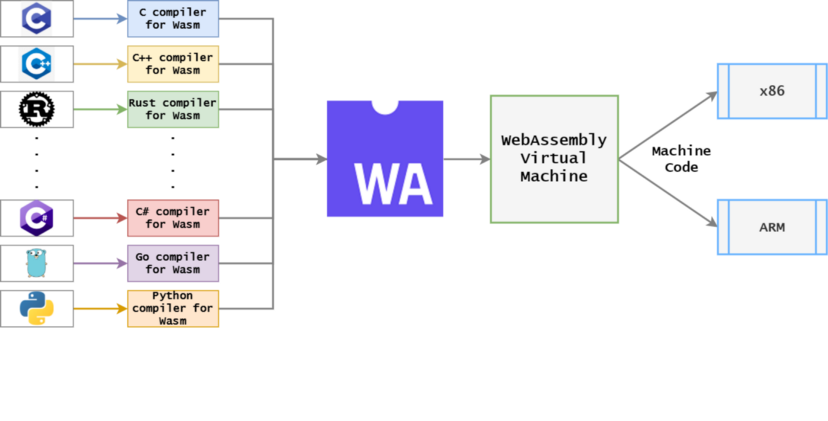 C compiler
for Wasm
C++ compiler
for Wasm
Rust compiler
for Wasm
C# compiler
for Wasm
Go compiler
for Wasm
Python
compiler for
Wasm
C
C++
R
C#
WA
WebAssembly
Virtual
Machine
Machine
Code
x86
ARM